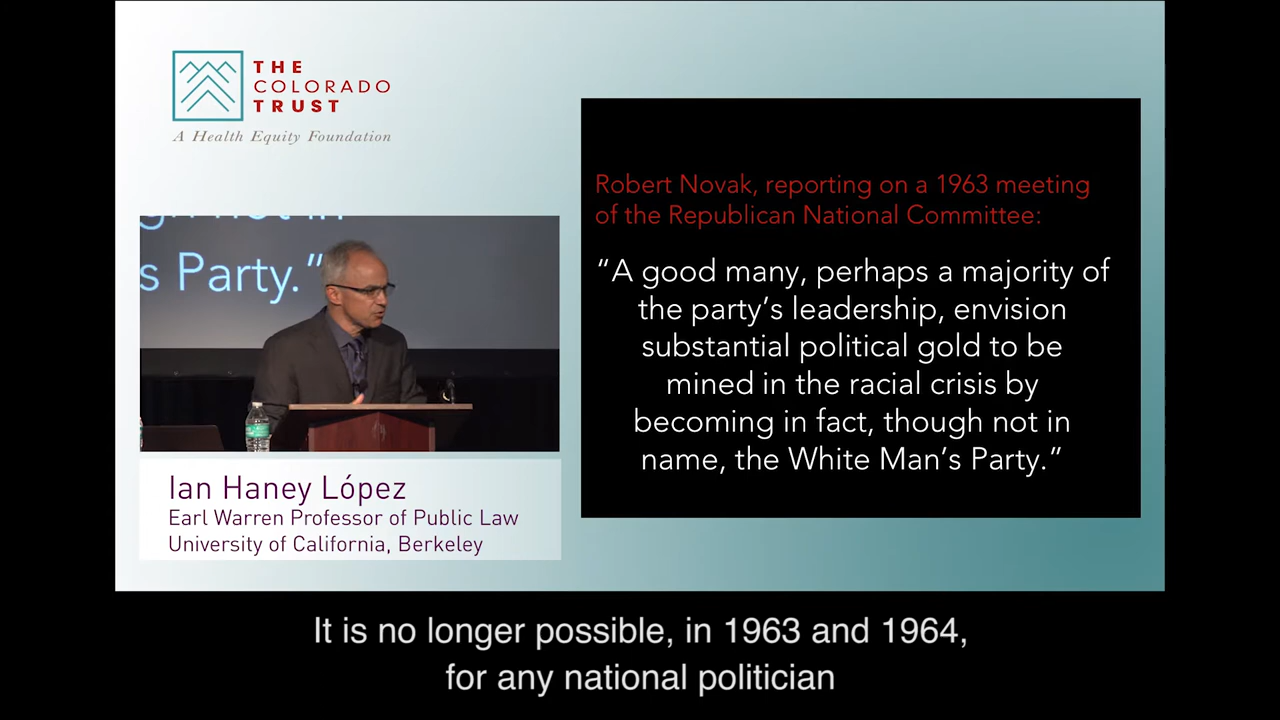 THE
COLORADO
TRUST
A Health Equity Foundation
s Party.”
Ian Haney López
Earl Warren Professor of Public Law
University of California, Berkeley
Robert Novak, reporting on a 1963 meeting
of the Republican National Committee:
“A good many, perhaps a majority of
the party’s leadership, envision
substantial political gold to be
mined in the racial crisis by
becoming in fact, though not in
name, the White Man’s Party.”
It is no longer possible, in 1963 and 1964,
for any national politician